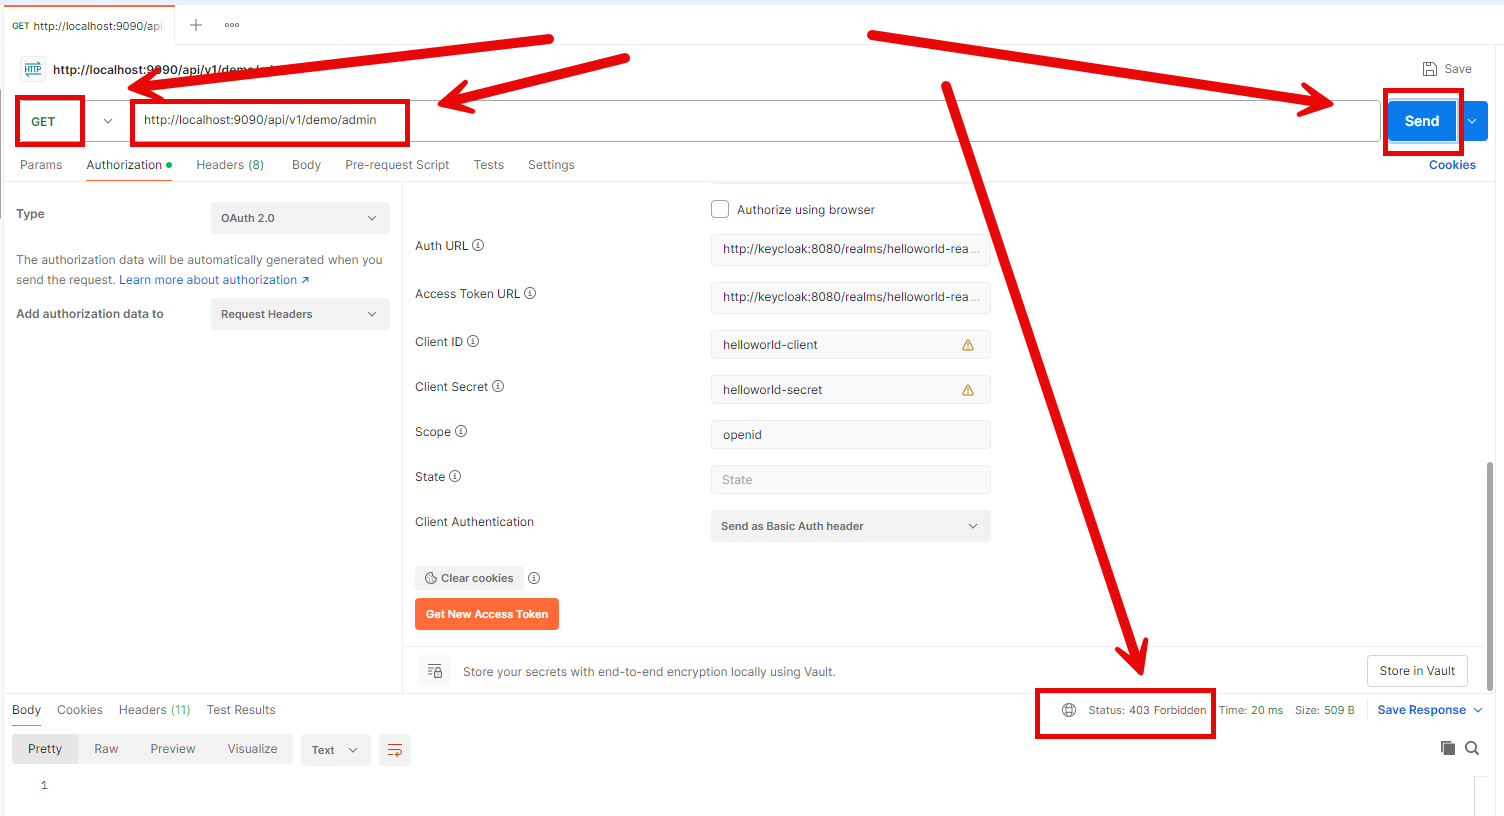 GET http://localhost:9090/api/
http://localhost:9090/api/v1/demo/
Save
GET
http://localhost:9090/api/v1/demo/admin
Send
Params
Authorization
Headers (8)
Body
Pre-request Script
Tests
Settings
Cookies
Type
OAuth 2.0
The authorization data will be automatically generated when you
send the request. Learn more about authorization ↗
Add authorization data to
Request Headers
Authorize using browser
Auth URL
http://keycloak:8080/realms/helloworld-rea ...
Access Token URL
http://keycloak:8080/realms/helloworld-rea ...
Client ID
helloworld-client
Client Secret
helloworld-secret
Scope
openid
State
State
Client Authentication
Send as Basic Auth header
Clear cookies
Get New Access Token
Store your secrets with end-to-end encryption locally using Vault.
Store in Vault
Body
Cookies
Headers (11)
Test Results
Status: 403 Forbidden
Time: 20 ms
Size: 509 B
Save Response
Pretty
Raw
Preview
Visualize
Text
1